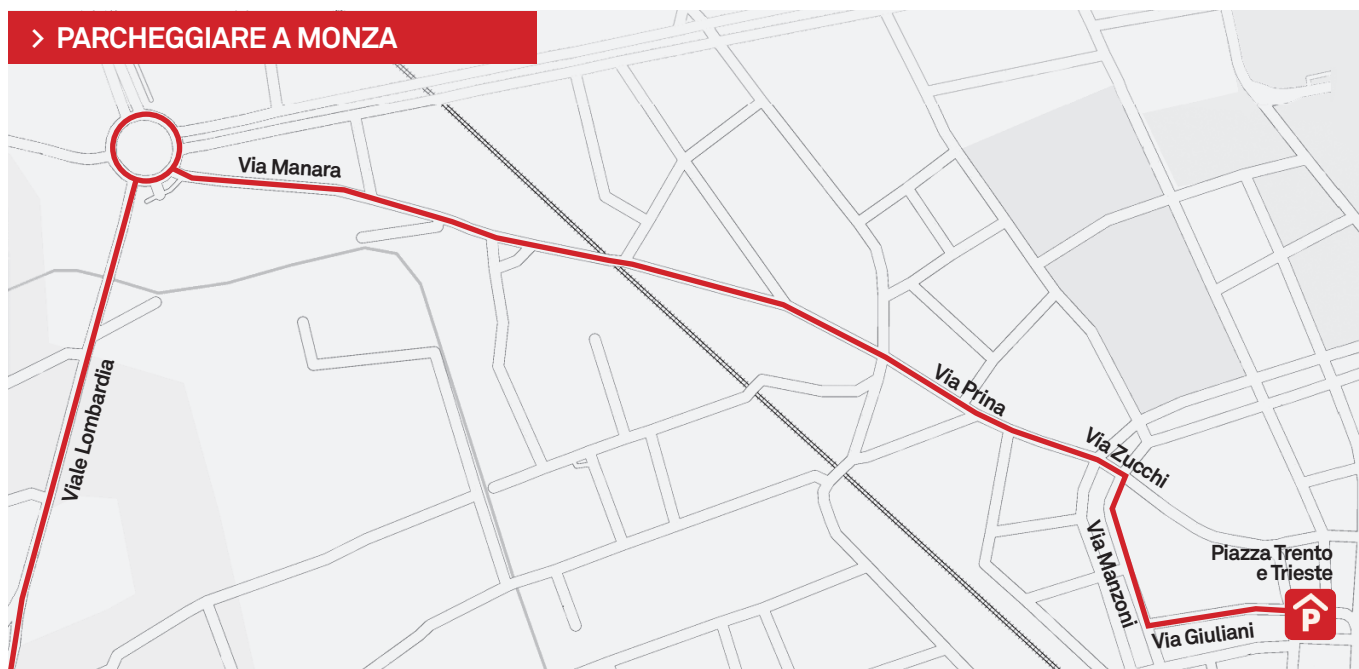 > PARCHEGGIARE A MONZA
Via Manara
Viale Lombardia
Via Prina
Via Zucchi
Via Manzoni
Piazza Trento
e Trieste
P
Via Giuliani